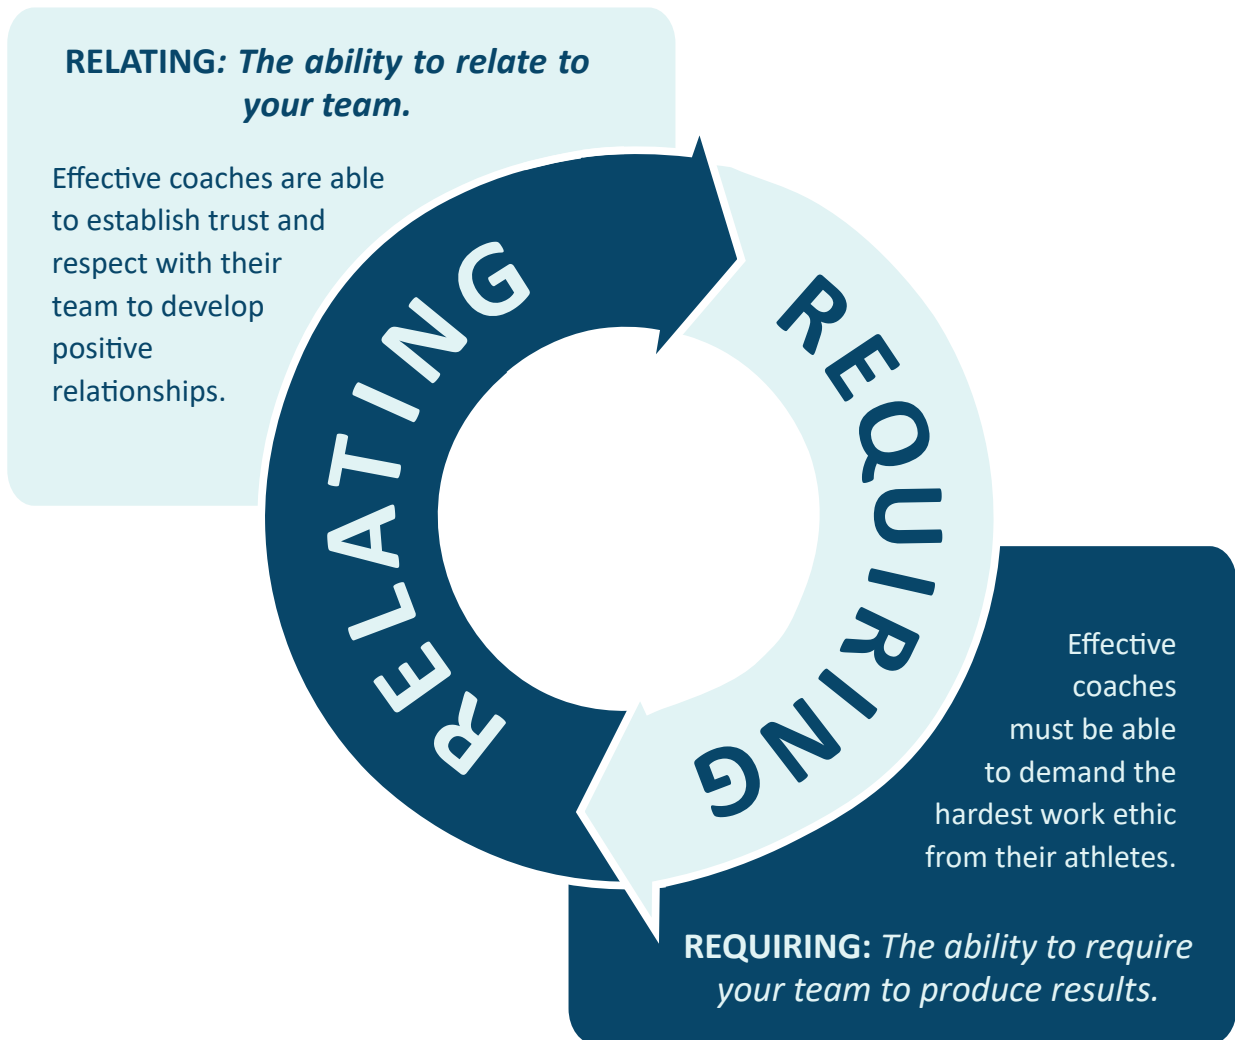 RELATING: The ability to relate to
your team.
Effective coaches are able
to establish trust and
respect with their
team to develop
positive
relationships.
RELATING
REQUIRING
Effective
coaches
must be able
to demand the
hardest work ethic
from their athletes.
REQUIRING: The ability to require
your team to produce results.